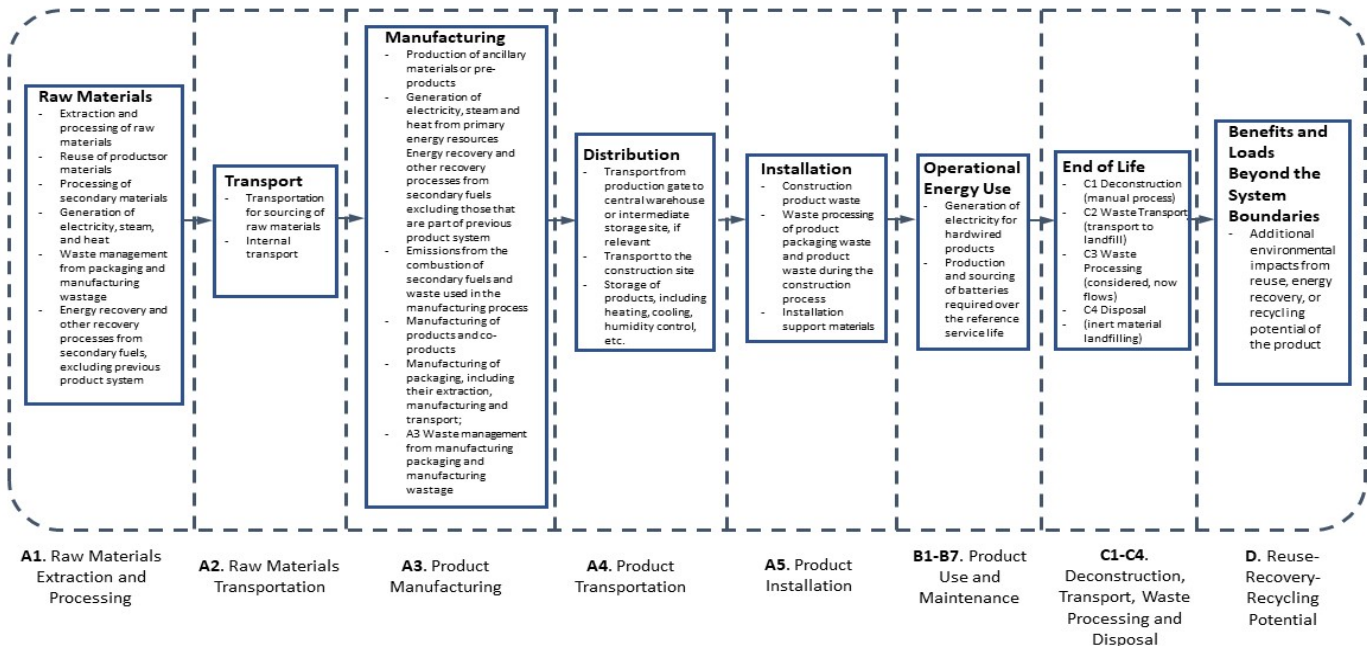 Raw Materials
- Extraction and
processing of raw
materials
- Reuse of productsor
materials
- Processing of
secondary materials
- Generation of
electricity, steam,
and heat
- Waste management
from packaging and
manufacturing
wastage
- Energy recovery and
other recovery
processes from
secondary fuels,
excluding previous
product system
Transport
- Transportation
for sourcing of
raw materials
- Internal
transport
Manufacturing
- Production of ancillary
materials or pre-
products
- Generation of
electricity, steam and
heat from primary
energy resources
Energy recovery and
other recovery
processes from
secondary fuels
excluding those that
are part of previous
product system
- Emissions from the
combustion of
secondary fuels and
waste used in the
manufacturing process
- Manufacturing of
products and co-
products
- Manufacturing of
packaging, including
their extraction,
manufacturing and
transport;
- A3 Waste management
from manufacturing
packaging and
manufacturing
wastage
Distribution
- Transport from
production gate to
central warehouse
or intermediate
storage site, if
relevant
- Transport to the
construction site
- Storage of
products, including
heating, cooling,
humidity control,
etc.
Installation
- Construction
product waste
- Waste processing
of product
packaging waste
and product
waste during the
construction
process
- Installation
support materials
Operational
Energy Use
- Generation of
electricity for
hardwired
products
- Production
and sourcing
of batteries
required over
the reference
service life
End of Life
- C1 Deconstruction
(manual process)
- C2 Waste Transport
(transport to
landfill)
- C3 Waste
Processing
(considered, now
flows)
- C4 Disposal
- (inert material
landfilling)
Benefits and
Loads
Beyond the
System
Boundaries
- Additional
environmental
impacts from
reuse, energy
recovery, or
recycling
potential of
the product
A1. Raw Materials
Extraction and
Processing
A2. Raw Materials
Transportation
A3. Product
Manufacturing
A4. Product
Transportation
A5. Product
Installation
B1-B7. Product
Use and
Maintenance
C1-C4.
Deconstruction,
Transport, Waste
Processing and
Disposal
D. Reuse-
Recovery-
Recycling
Potential